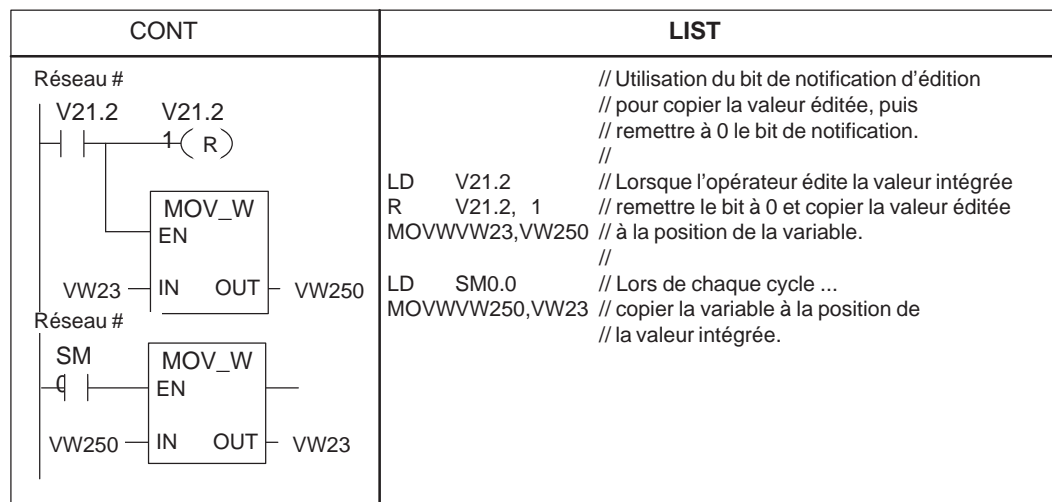 CONT
LIST
Réseau #
V21.2 V21.2
1 ( R )
MOV_W
EN
VW23 IN OUT VW250
Réseau #
SM
0
MOV_W
EN
VW250 IN OUT VW23
// Utilisation du bit de notification d'édition
// pour copier la valeur éditée, puis
// remettre à 0 le bit de notification.
//
LD V21.2 // Lorsque l'opérateur édite la valeur intégrée
R V21.2, 1 // remettre le bit à 0 et copier la valeur éditée
MOVWVW23,VW250 // à la position de la variable.
//
LD SM0.0 // Lors de chaque cycle ...
MOVWVW250,VW23 // copier la variable à la position de
// la valeur intégrée.